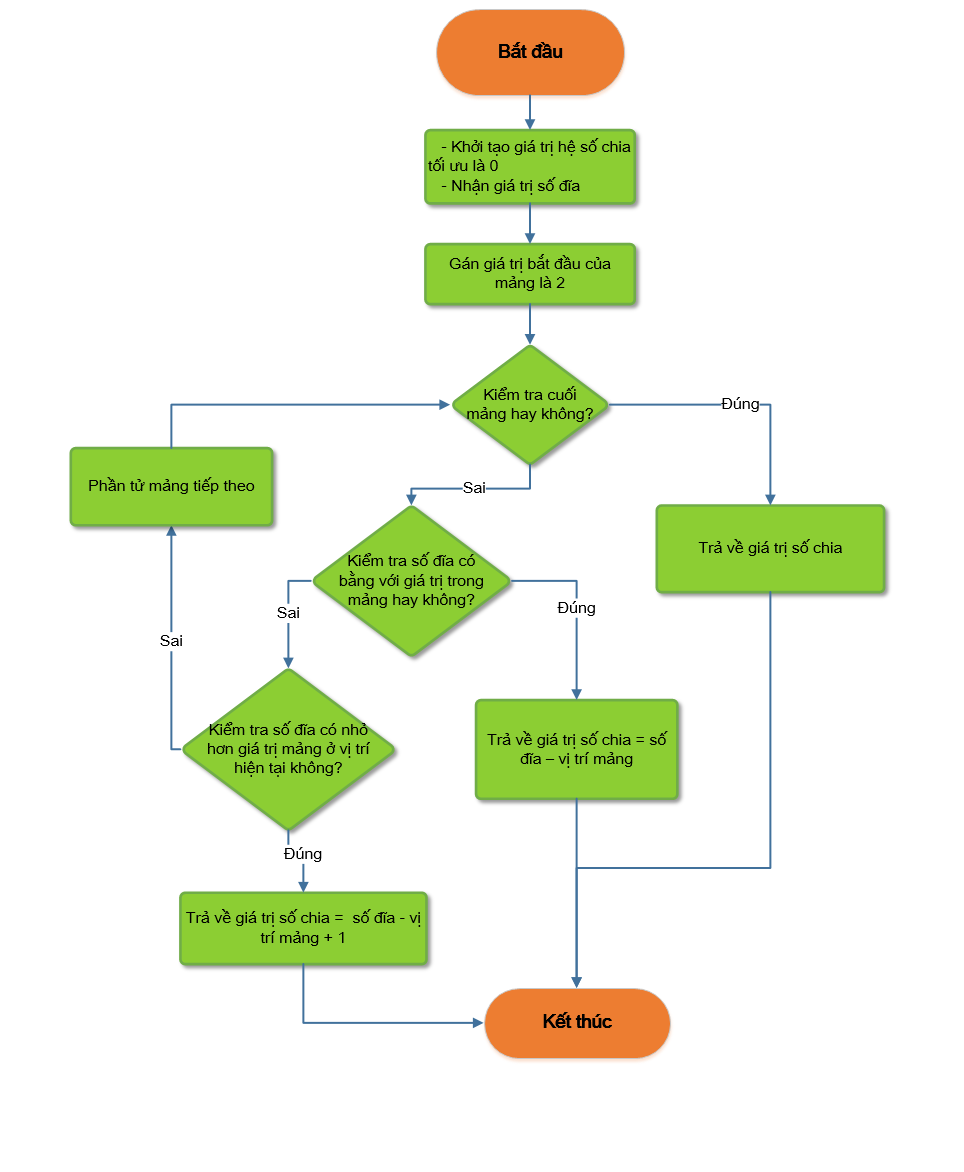 Bắt đầu
- Khởi tạo giá trị hệ số chia
tối ưu là 0
- Nhận giá trị số đĩa
Gán giá trị bắt đầu của
mảng là 2
Kiểm tra cuối
mảng hay không?
Đúng
Sai
Phần tử mảng tiếp theo
Trả về giá trị số chia
Kiểm tra số đĩa có
bằng với giá trị trong
mảng hay không?
Sai
Đúng
Sai
Kiểm tra số đĩa có nhỏ
hơn giá trị mảng ở vị trí
hiện tại không?
Trả về giá trị số chia = số
đĩa – vị trí mảng
Đúng
Trả về giá trị số chia =  số đĩa - vị
trí mảng + 1
Kết thúc